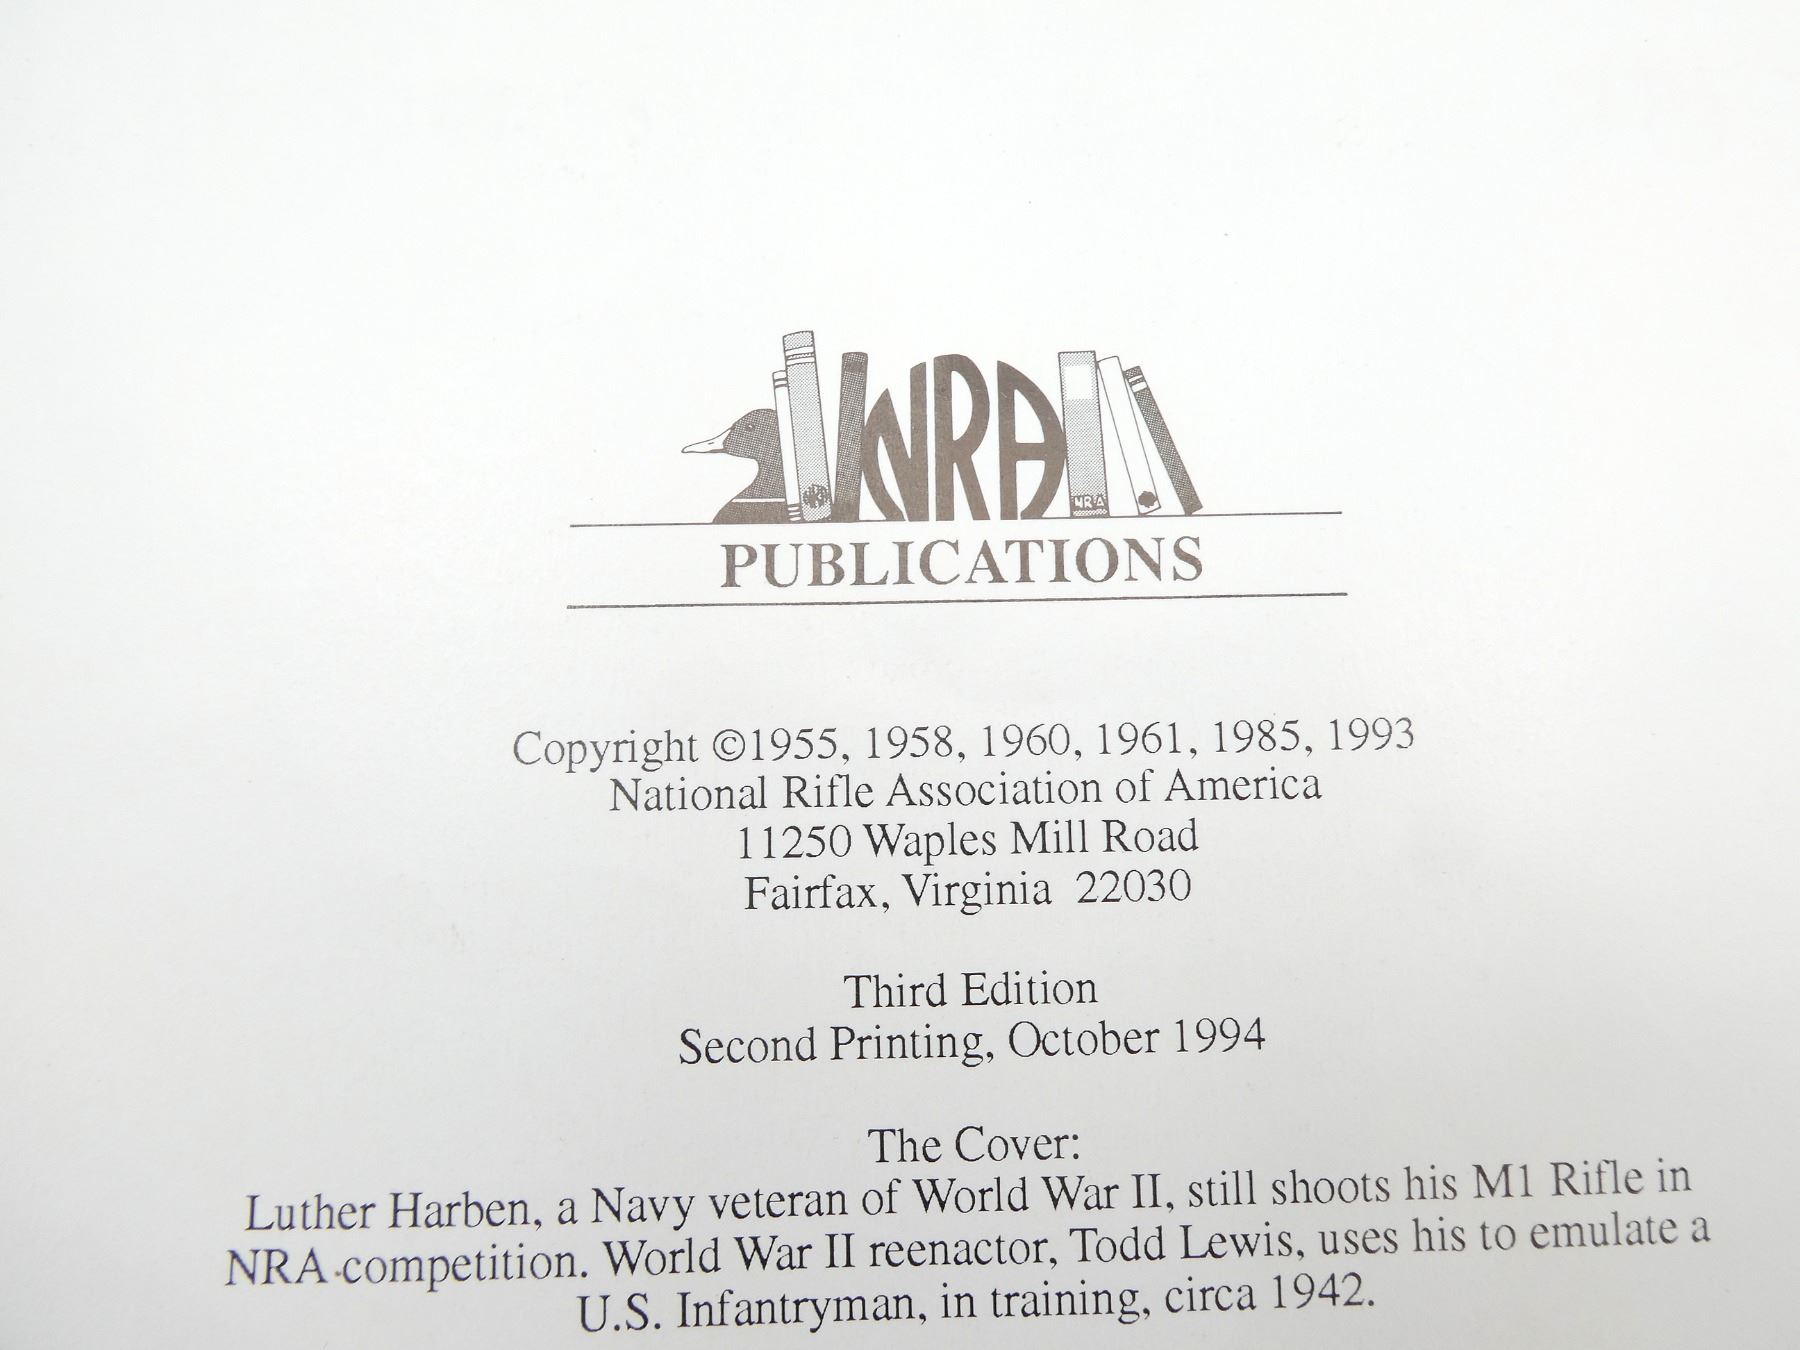 NRA
NRA
PUBLICATIONS
Copyright ©1955, 1958, 1960, 1961, 1985, 1993
National Rifle Association of America
11250 Waples Mill Road
Fairfax, Virginia 22030
Third Edition
Second Printing, October 1994
The Cover:
Luther Harben, a Navy veteran of World War II, still shoots his M1 Rifle in
NRA competition. World War II reenactor, Todd Lewis, uses his to emulate a
U.S. Infantryman, in training, circa 1942.